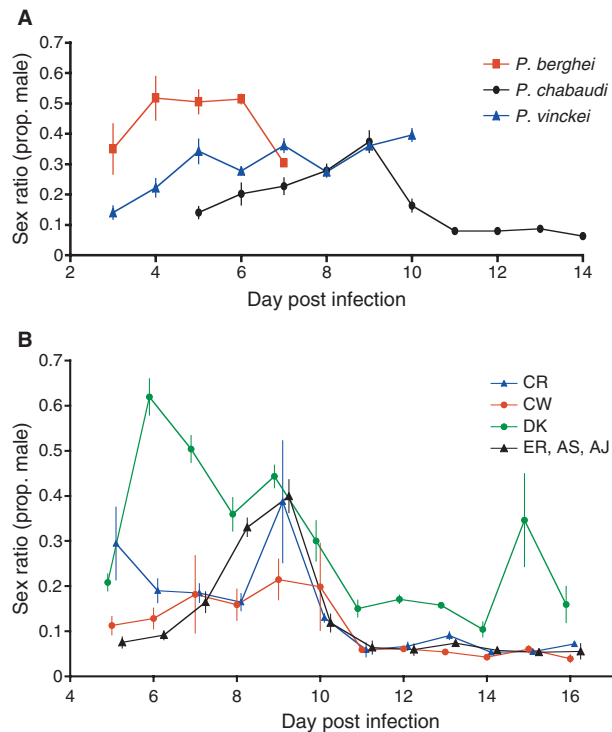 A
Sex ratio (prop. male)
0.7
0.6
0.5
0.4
0.3
0.2
0.1
0
2 4 6 8 10 12 14
Day post infection
P. berghei
P. chabaudi
P. vinckei
B
Sex ratio (prop. male)
0.7
0.6
0.5
0.4
0.3
0.2
0.1
0
4 6 8 10 12 14 16
Day post infection
CR
CW
DK
ER, AS, AJ